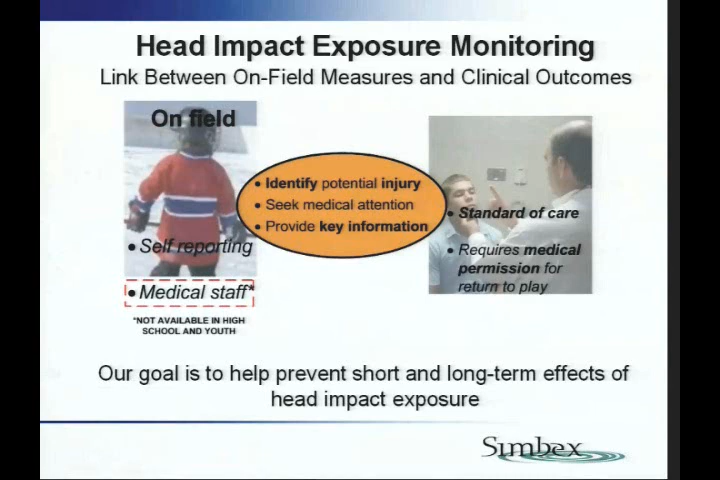 Head Impact Exposure Monitoring
Link Between On-Field Measures and Clinical Outcomes
On field
• Self reporting
• Medical staff*
*NOT AVAILABLE IN HIGH
SCHOOL AND YOUTH
• Identify potential injury
• Seek medical attention
• Provide key information
• Standard of care
• Requires medical
permission for
return to play
Our goal is to help prevent short and long-term effects of
head impact exposure
Simbex